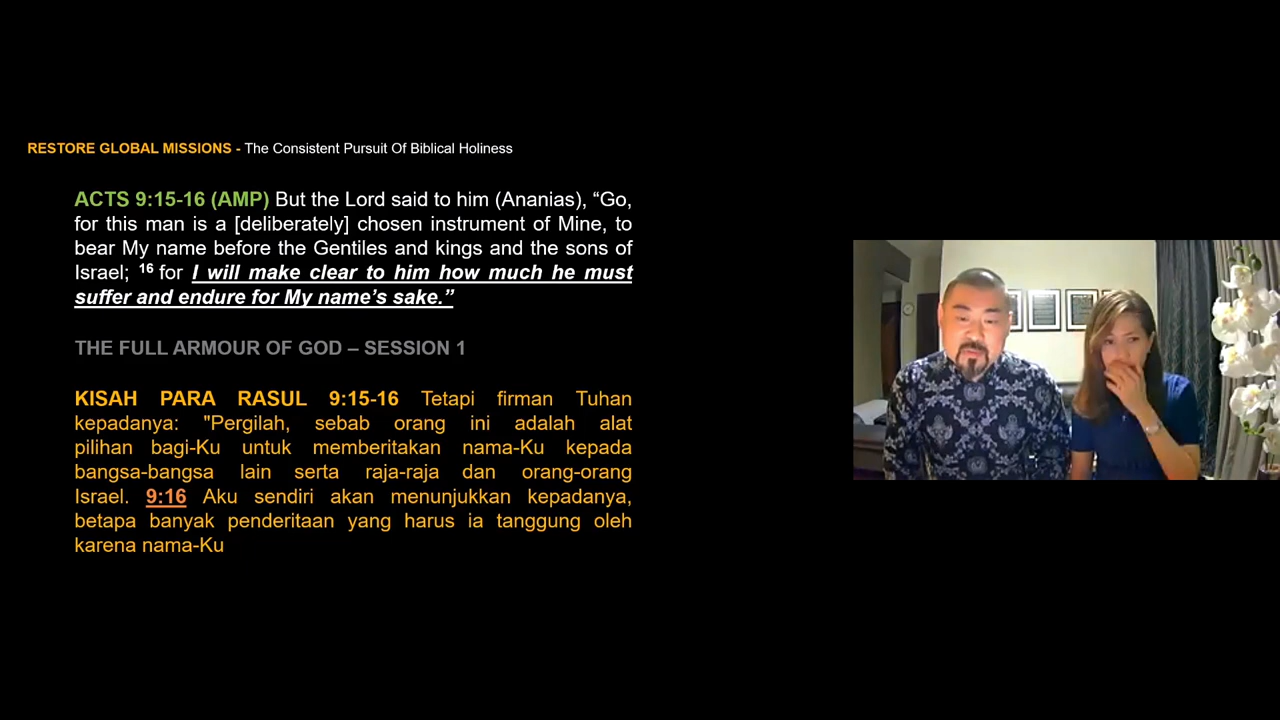 RESTORE GLOBAL MISSIONS - The Consistent Pursuit Of Biblical Holiness
ACTS 9:15-16 (AMP) But the Lord said to him (Ananias), “Go,
for this man is a [deliberately] chosen instrument of Mine, to
bear My name before the Gentiles and kings and the sons of
Israel; 16 for I will make clear to him how much he must
suffer and endure for My name’s sake.”
THE FULL ARMOUR OF GOD – SESSION 1
KISAH PARA RASUL 9:15-16 Tetapi firman Tuhan
kepadanya: "Pergilah, sebab orang ini adalah alat
pilihan bagi-Ku untuk memberitakan nama-Ku kepada
bangsa-bangsa lain serta raja-raja dan orang-orang
Israel. 9:16 Aku sendiri akan menunjukkan kepadanya,
betapa banyak penderitaan yang harus ia tanggung oleh
karena nama-Ku